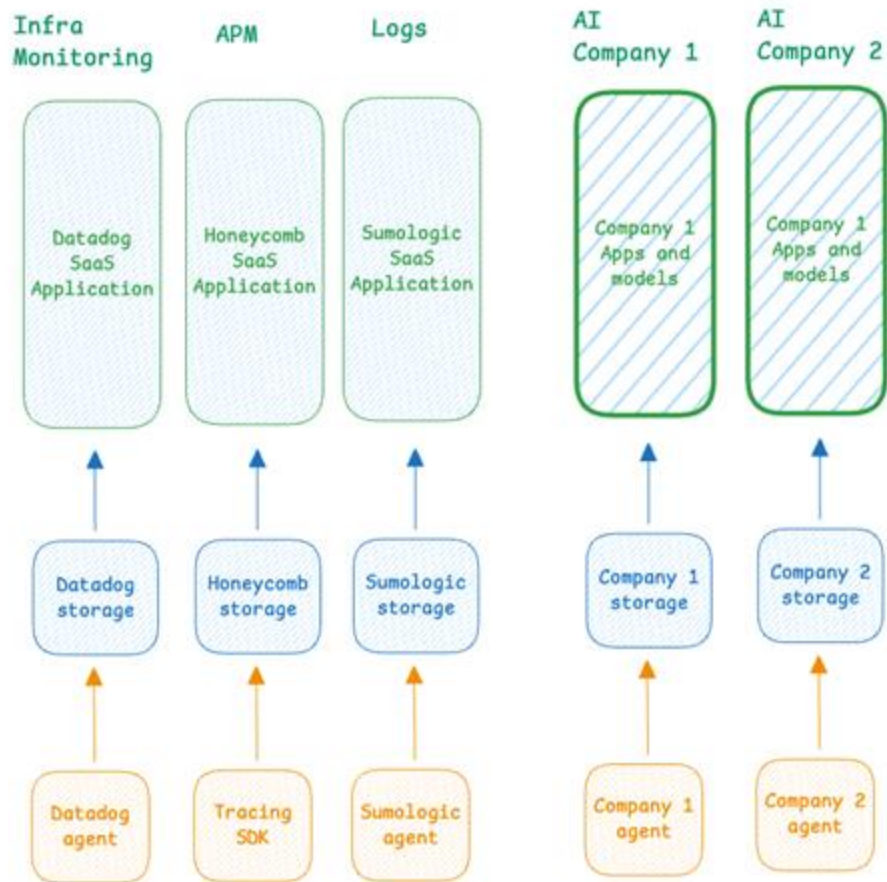 Infra
Monitoring
APM
Logs
AI
Company 1
AI
Company 2
Datadog
SaaS
Application
Honeycomb
SaaS
Application
Sumologic
SaaS
Application
Company 1
Apps and
models
Company 1
Apps and
models
Datadog
storage
Honeycomb
storage
Sumologic
storage
Company 1
storage
Company 2
storage
Datadog
agent
Tracing
SDK
Sumologic
agent
Company 1
agent
Company 2
agent